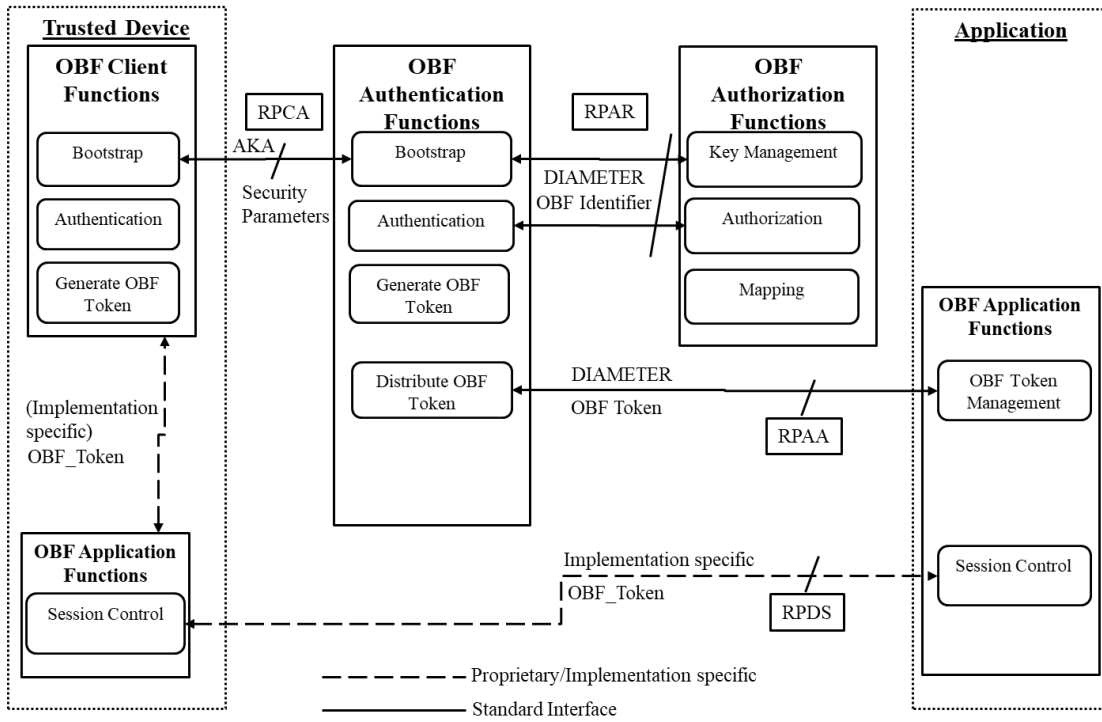 Trusted Device
OBF Client
Functions
Bootstrap
Authentication
Generate OBF
Token
(Implementation
specific)
OBF_Token
OBF Application
Functions
Session Control
RPCA
AKA
Security
Parameters
OBF
Authentication
Functions
Bootstrap
Authentication
Generate OBF
Token
Distribute OBF
Token
RPAR
DIAMETER
OBF Identifier
OBF
Authorization
Functions
Key Management
Authorization
Mapping
DIAMETER
OBF Token
RPAA
Application
OBF Application
Functions
OBF Token
Management
Session Control
Implementation specific
OBF_Token
RPDS
Proprietary/Implementation specific
Standard Interface